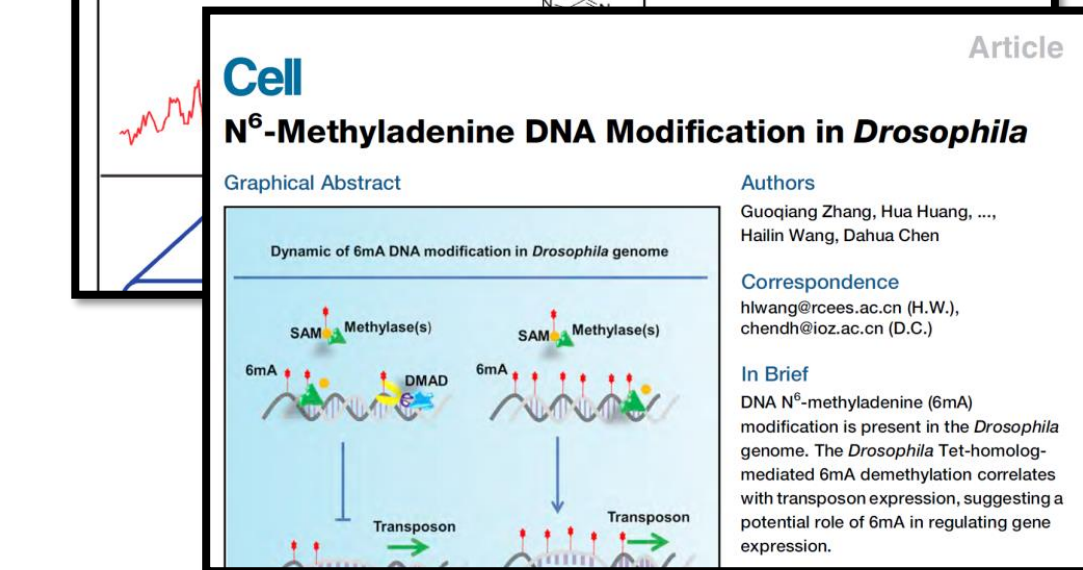 Article
Cell
N⁶-Methyladenine DNA Modification in Drosophila
Graphical Abstract
Dynamic of 6mA DNA modification in Drosophila genome
SAM
Methylase(s)
6mA
DMAD
SAM
Methylase(s)
6mA
Transposon
Transposon
Authors
Guoqiang Zhang, Hua Huang, ...,
Hailin Wang, Dahua Chen
Correspondence
hlwang@rcees.ac.cn (H.W.),
chendh@ioz.ac.cn (D.C.)
In Brief
DNA N⁶-methyladenine (6mA)
modification is present in the Drosophila
genome. The Drosophila Tet-homolog-
mediated 6mA demethylation correlates
with transposon expression, suggesting a
potential role of 6mA in regulating gene
expression.